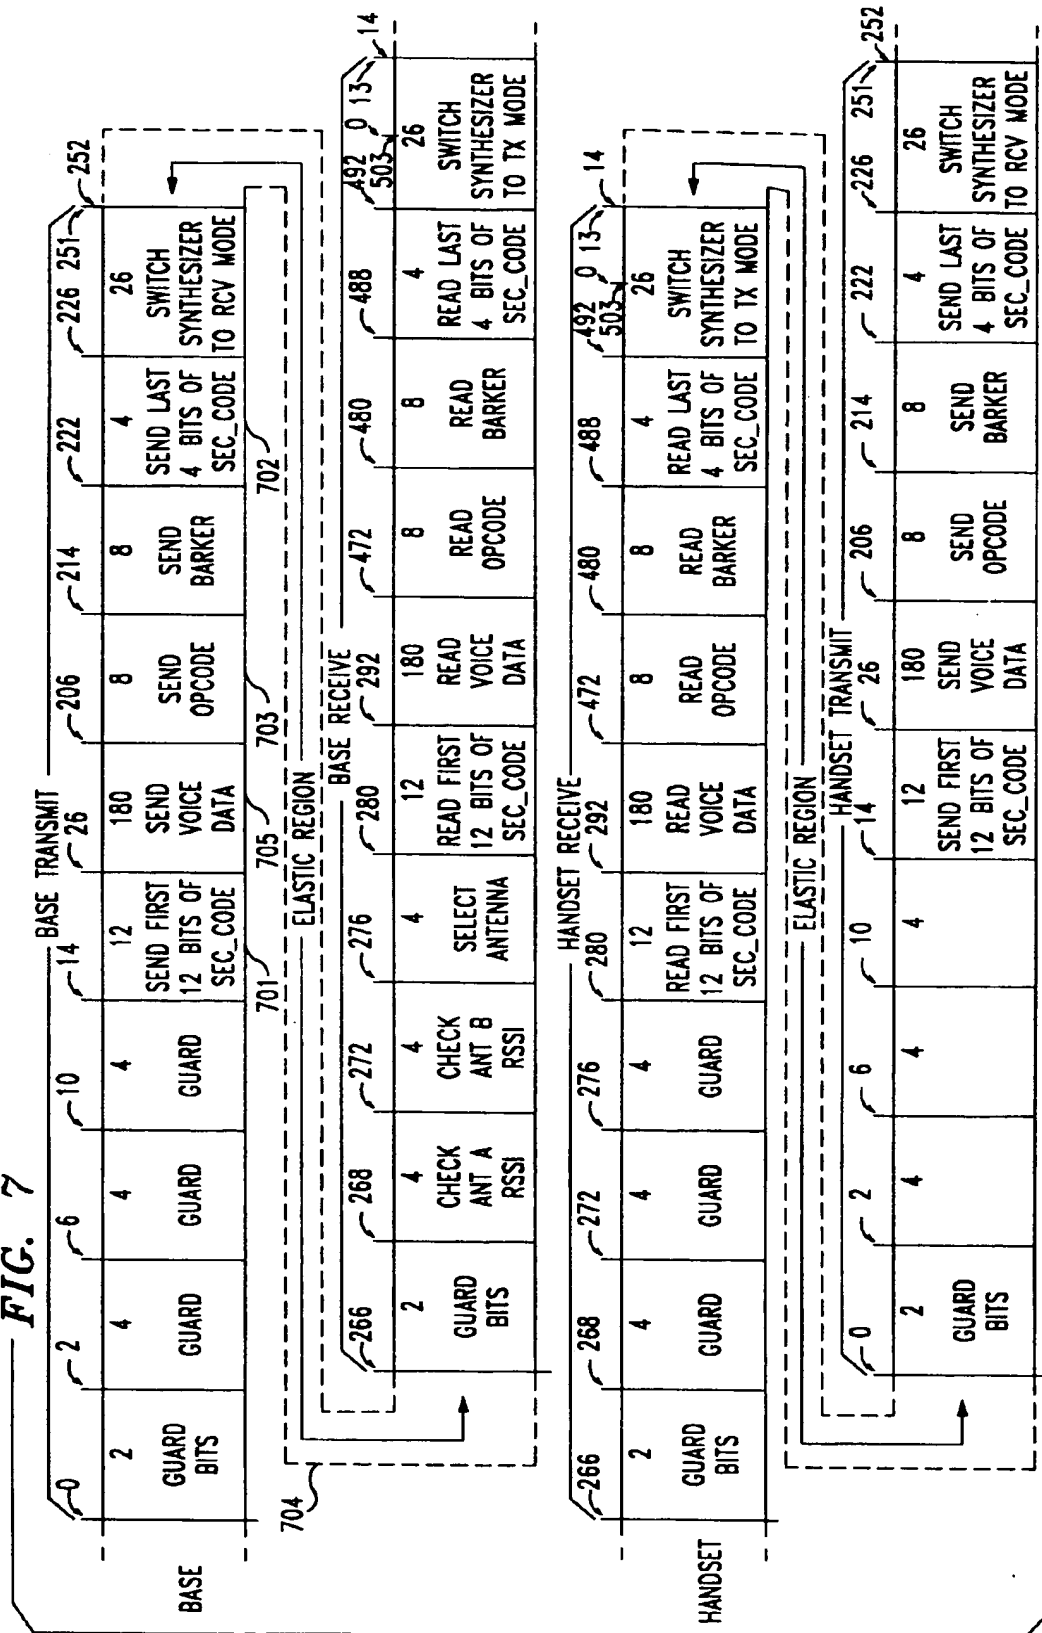 FIG. 7
BASE TRANSMIT
0 2 6 10 14 26 206 214 222 226 251 252
BASE
2 GUARD BITS
4 GUARD
4 GUARD
4 GUARD
12 SEND FIRST 12 BITS OF SEC_CODE
180 SEND VOICE DATA
8 SEND OPCODE
8 SEND BARKER
4 SEND LAST 4 BITS OF SEC_CODE
26 SWITCH SYNTHESIZER TO RCV MODE
701 705 703 702
704
ELASTIC REGION
BASE RECEIVE
266 268 272 276 280 292 472 480 488 492 503 0 13 14
2 GUARD BITS
4 CHECK ANT A RSSI
4 CHECK ANT B RSSI
4 SELECT ANTENNA
12 READ FIRST 12 BITS OF SEC_CODE
180 READ VOICE DATA
8 READ OPCODE
8 READ BARKER
4 READ LAST 4 BITS OF SEC_CODE
26 SWITCH SYNTHESIZER TO TX MODE
HANDSET RECEIVE
266 268 272 276 280 292 472 480 488 492 503 0 13 14
HANDSET
2 GUARD BITS
4 GUARD
4 GUARD
4 GUARD
12 READ FIRST 12 BITS OF SEC_CODE
180 READ VOICE DATA
8 READ OPCODE
8 READ BARKER
4 READ LAST 4 BITS OF SEC_CODE
26 SWITCH SYNTHESIZER TO TX MODE
ELASTIC REGION
HANDSET TRANSMIT
0 2 6 10 14 26 206 214 222 226 251 252
2 GUARD BITS
4
4
4
12 SEND FIRST 12 BITS OF SEC_CODE
180 SEND VOICE DATA
8 SEND OPCODE
8 SEND BARKER
4 SEND LAST 4 BITS OF SEC_CODE
26 SWITCH SYNTHESIZER TO RCV MODE